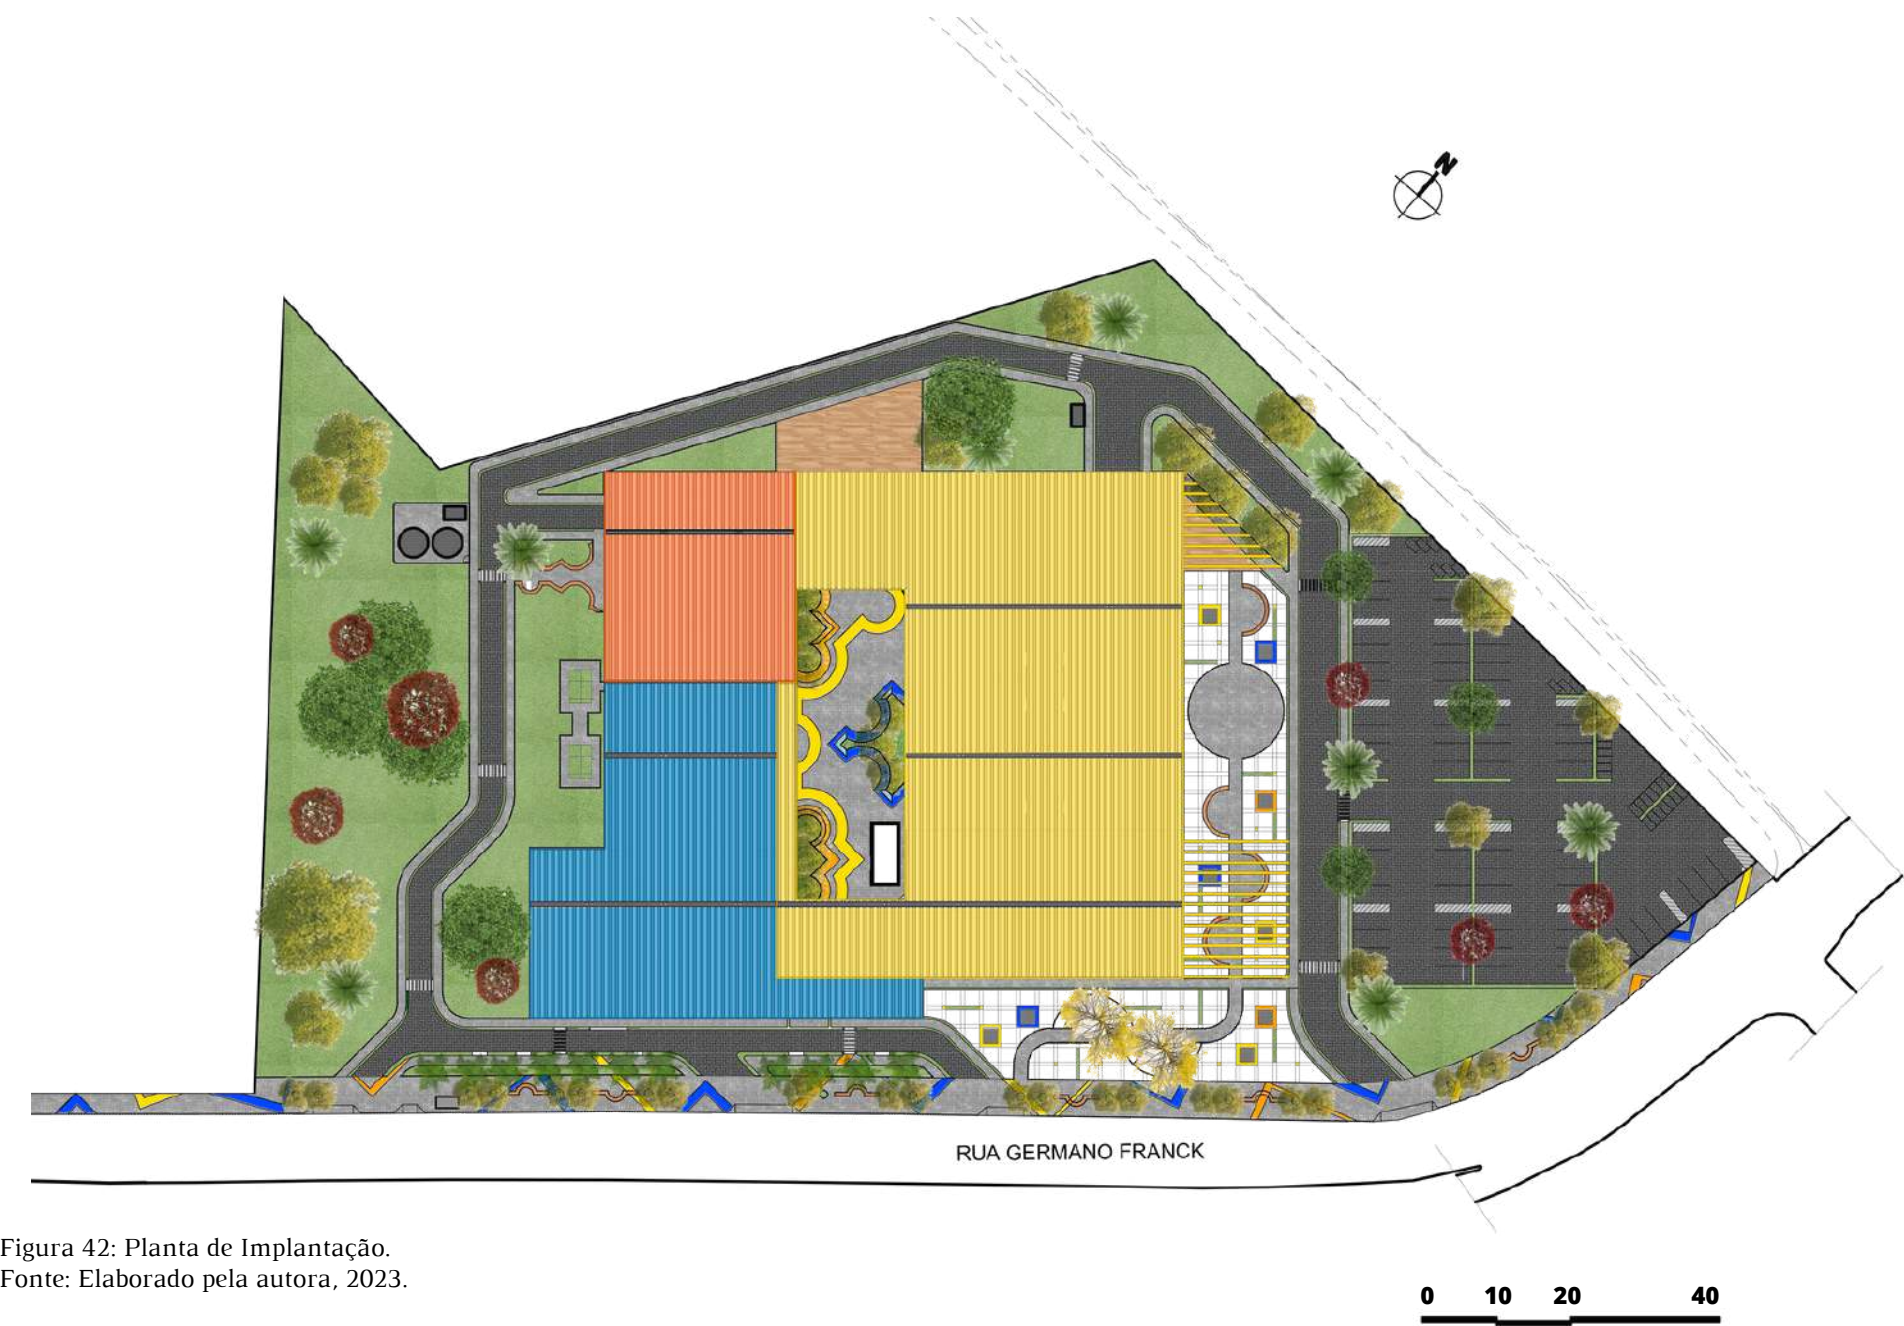 N
RUA GERMANO FRANCK
Figura 42: Planta de Implantação.
Fonte: Elaborado pela autora, 2023.
0 10 20 40